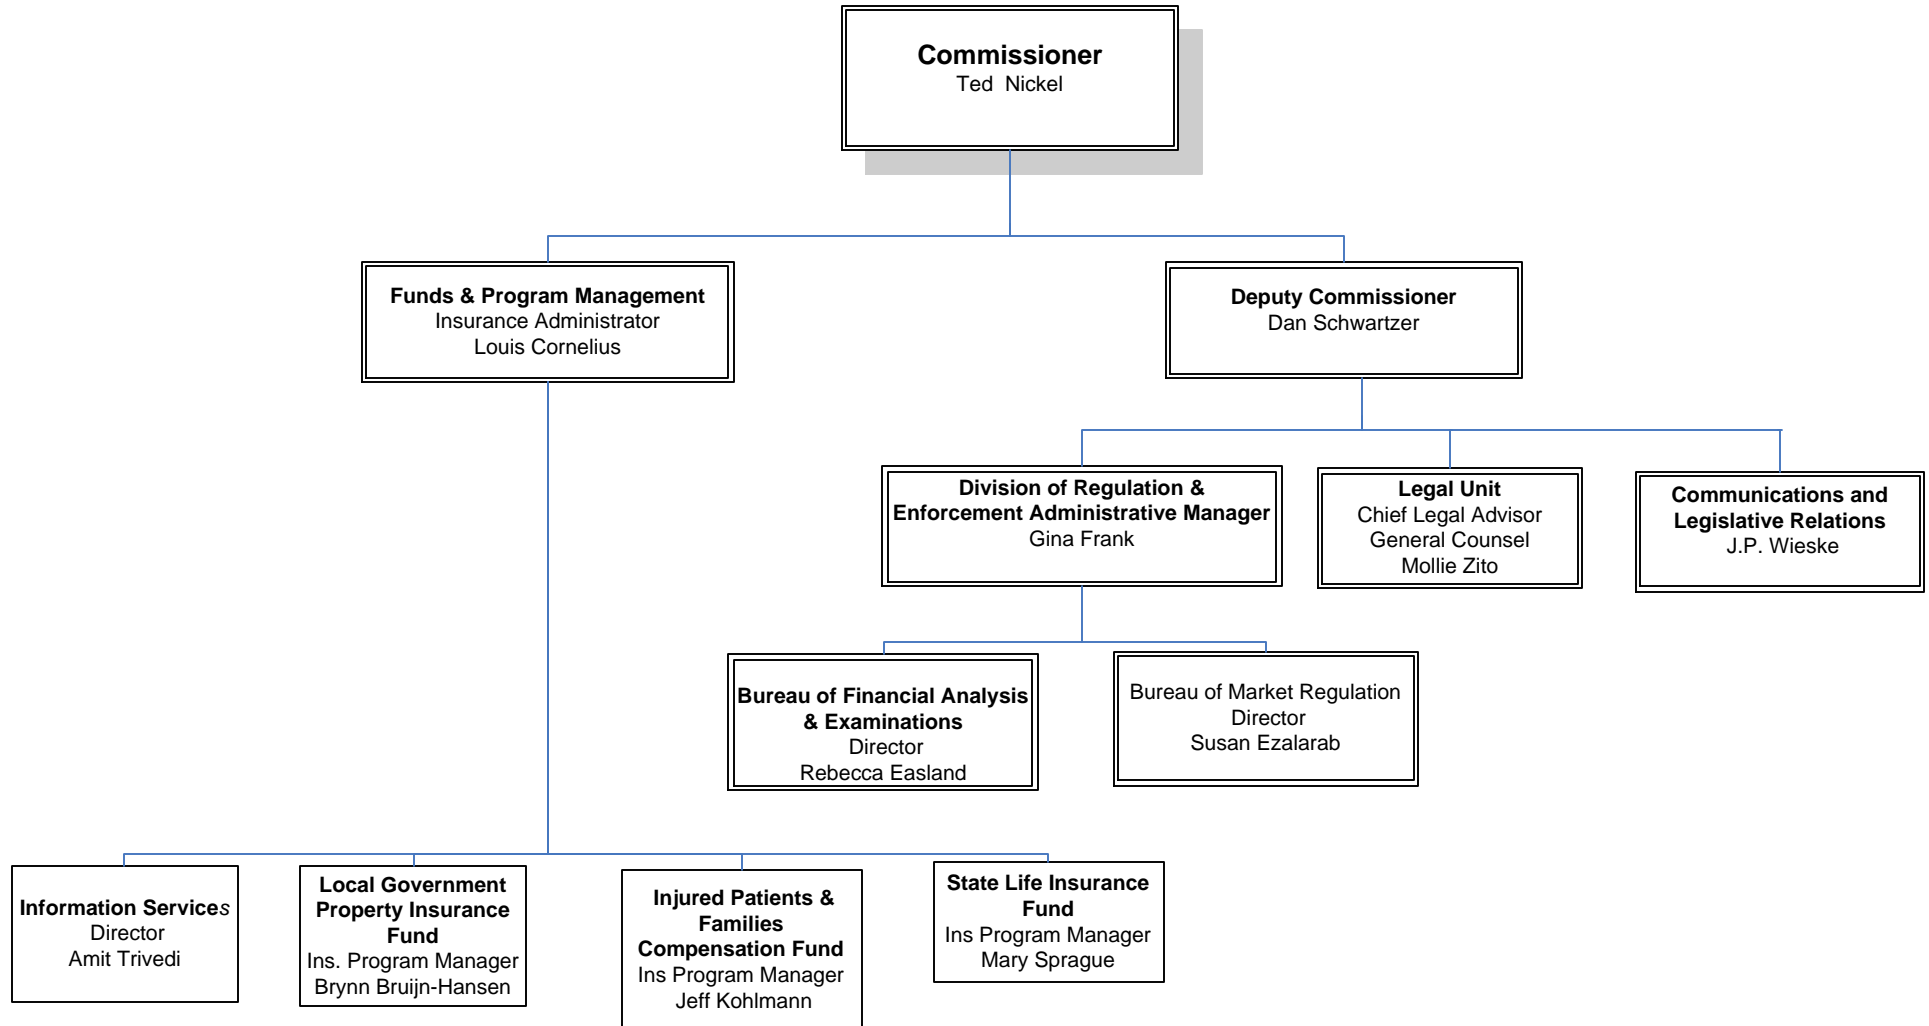 Commissioner
Ted Nickel
Funds & Program Management
Insurance Administrator
Louis Cornelius
Deputy Commissioner
Dan Schwartzer
Division of Regulation &
Enforcement Administrative Manager
Gina Frank
Legal Unit
Chief Legal Advisor
General Counsel
Mollie Zito
Communications and
Legislative Relations
J.P. Wieske
Bureau of Financial Analysis
& Examinations
Director
Rebecca Easland
Bureau of Market Regulation
Director
Susan Ezalarab
Information Services
Director
Amit Trivedi
Local Government
Property Insurance
Fund
Ins. Program Manager
Brynn Bruijn-Hansen
Injured Patients &
Families
Compensation Fund
Ins Program Manager
Jeff Kohlmann
State Life Insurance
Fund
Ins Program Manager
Mary Sprague